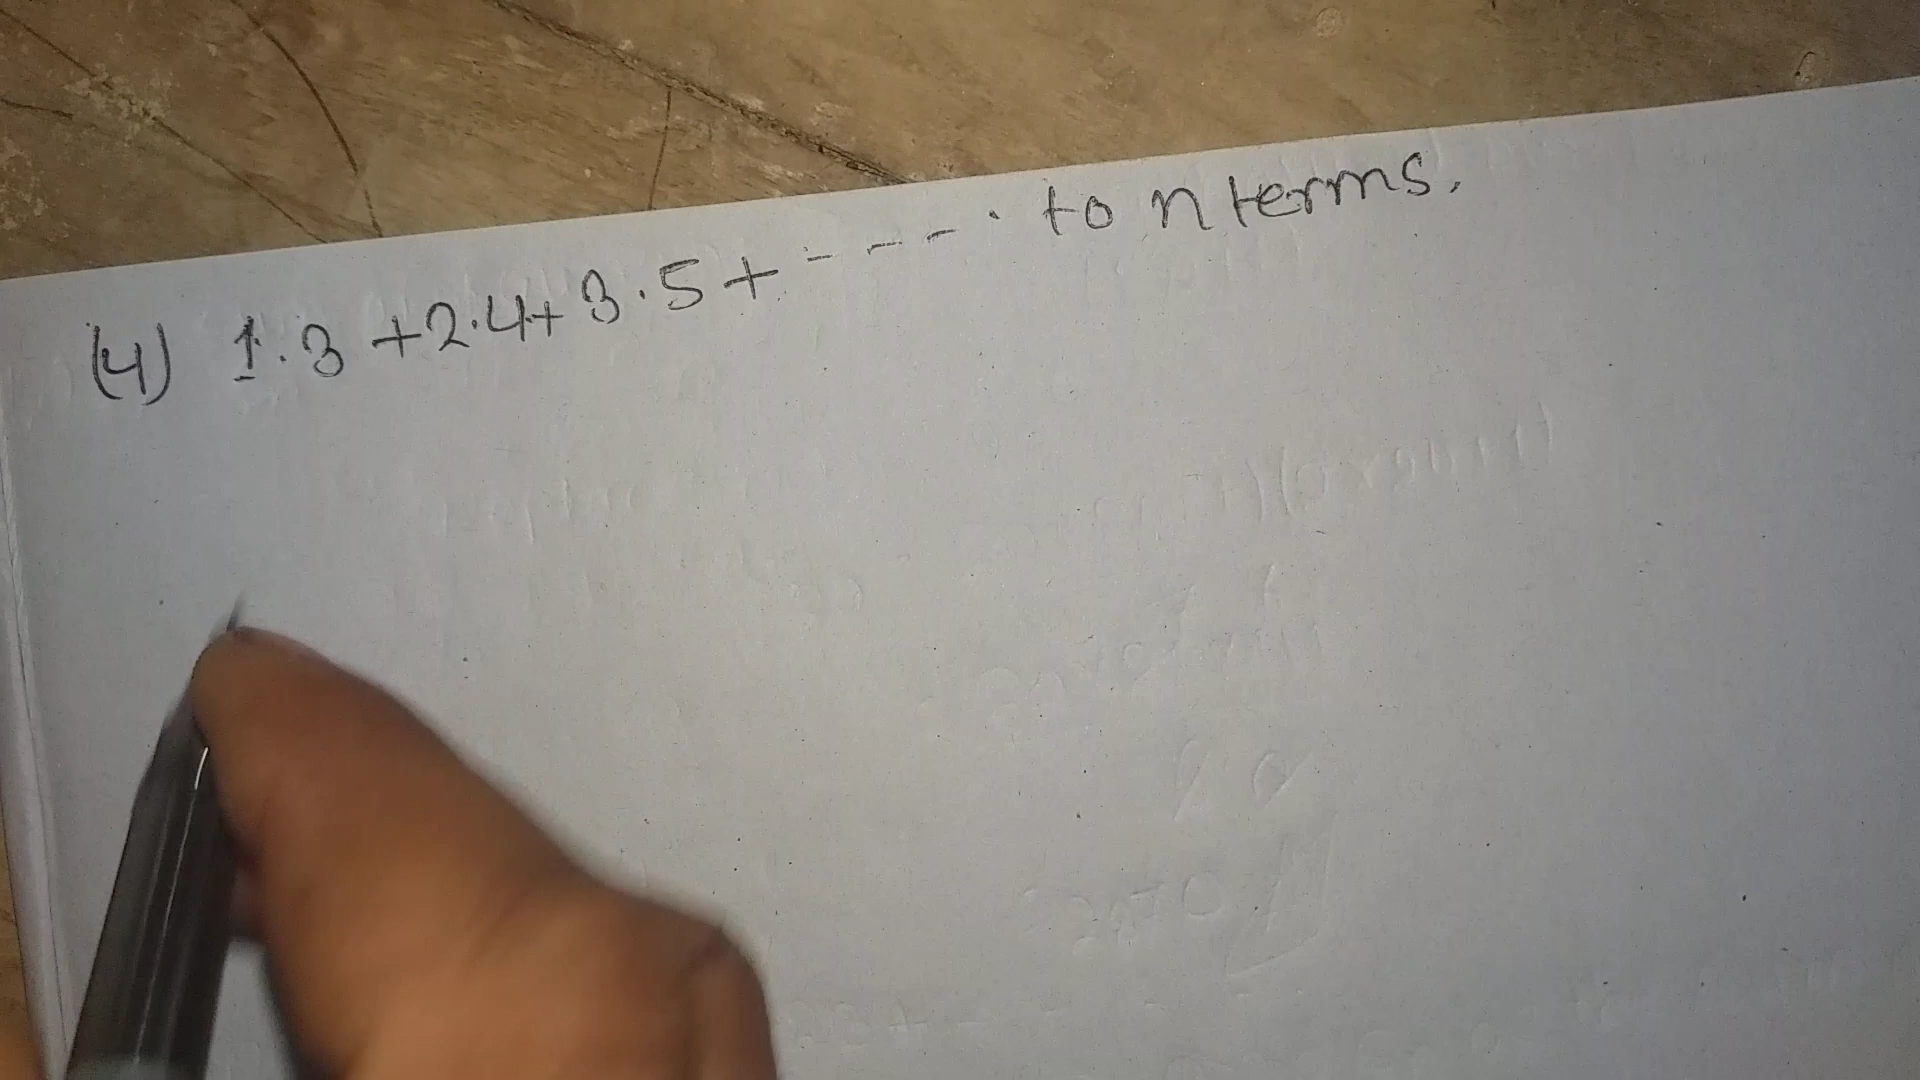 (4) 1.3 +2.4+3.5+ - - - - . to n terms.